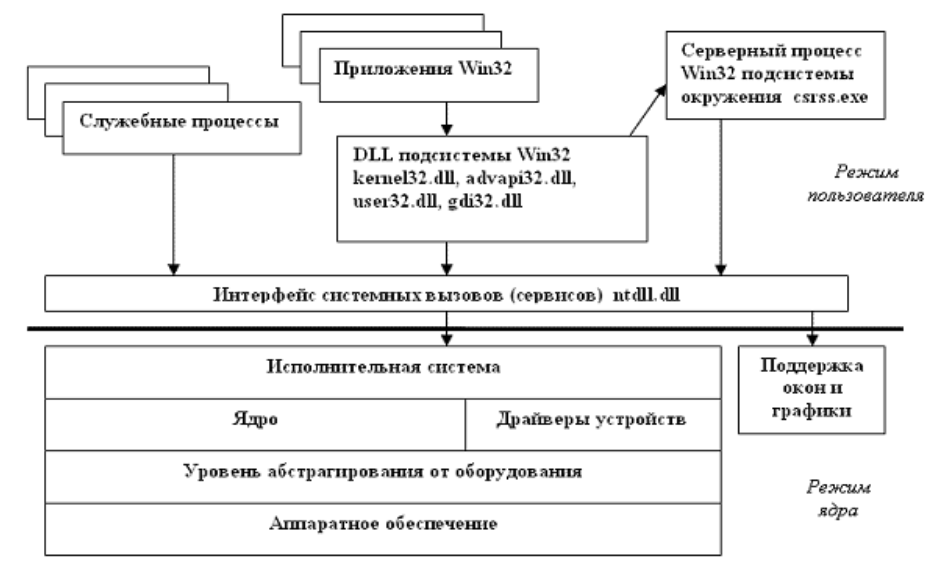 Приложения Win32
Серверный процесс
Win32 подсистемы
окружения csrss.exe
Служебные процессы
DLL подсистемы Win32
kernel32.dll, advapi32.dll,
user32.dll, gdi32.dll
Режим
пользователя
Интерфейс системных вызовов (сервисов) ntdll.dll
Исполнительная система
Поддержка
окон и
графики
Ядро
Драйверы устройств
Уровень абстрагирования от оборудования
Режим
ядра
Аппаратное обеспечение